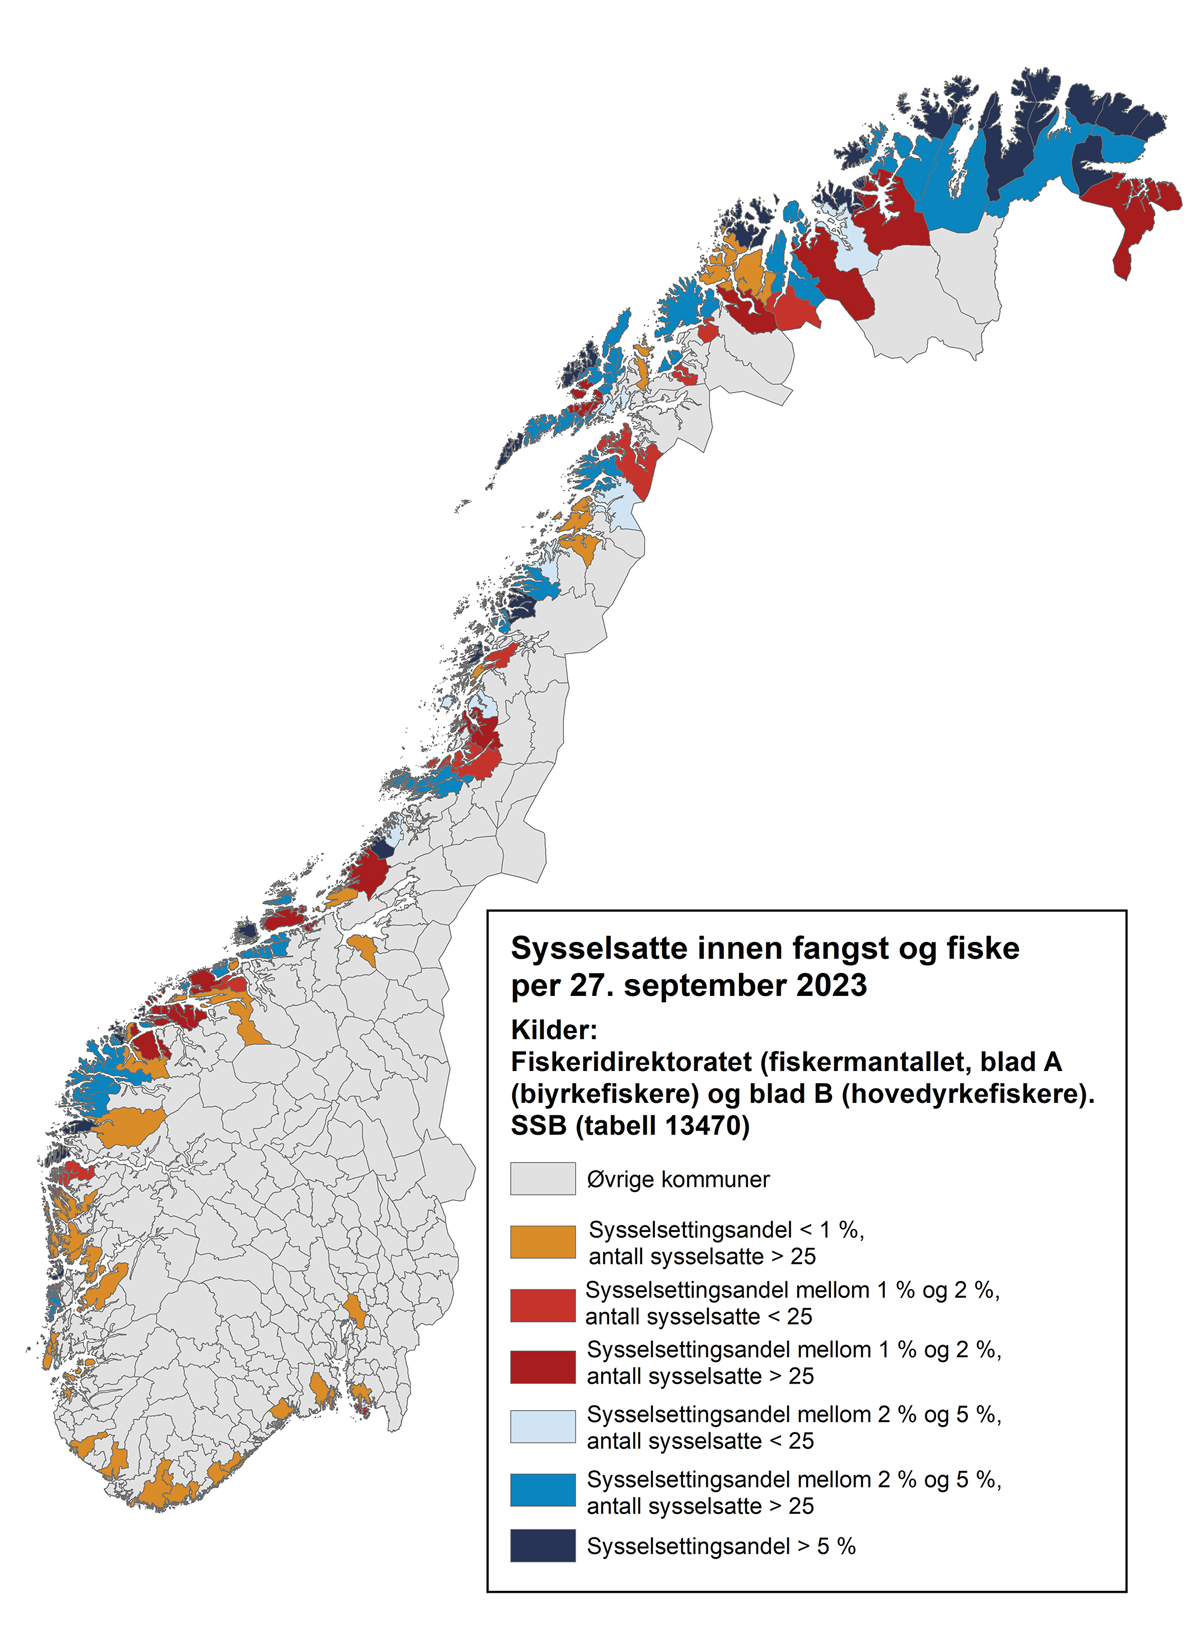 Sysselsatte innen fangst og fiske
per 27. september 2023
Kilder:
Fiskeridirektoratet (fiskermantallet, blad A
(biyrkefiskere) og blad B (hovedyrkefiskere).
SSB (tabell 13470)
Øvrige kommuner
Sysselsettingsandel < 1 %,
antall sysselsatte > 25
Sysselsettingsandel mellom 1 % og 2 %,
antall sysselsatte < 25
Sysselsettingsandel mellom 1 % og 2 %,
antall sysselsatte > 25
Sysselsettingsandel mellom 2 % og 5 %,
antall sysselsatte < 25
Sysselsettingsandel mellom 2 % og 5 %,
antall sysselsatte > 25
Sysselsettingsandel > 5 %